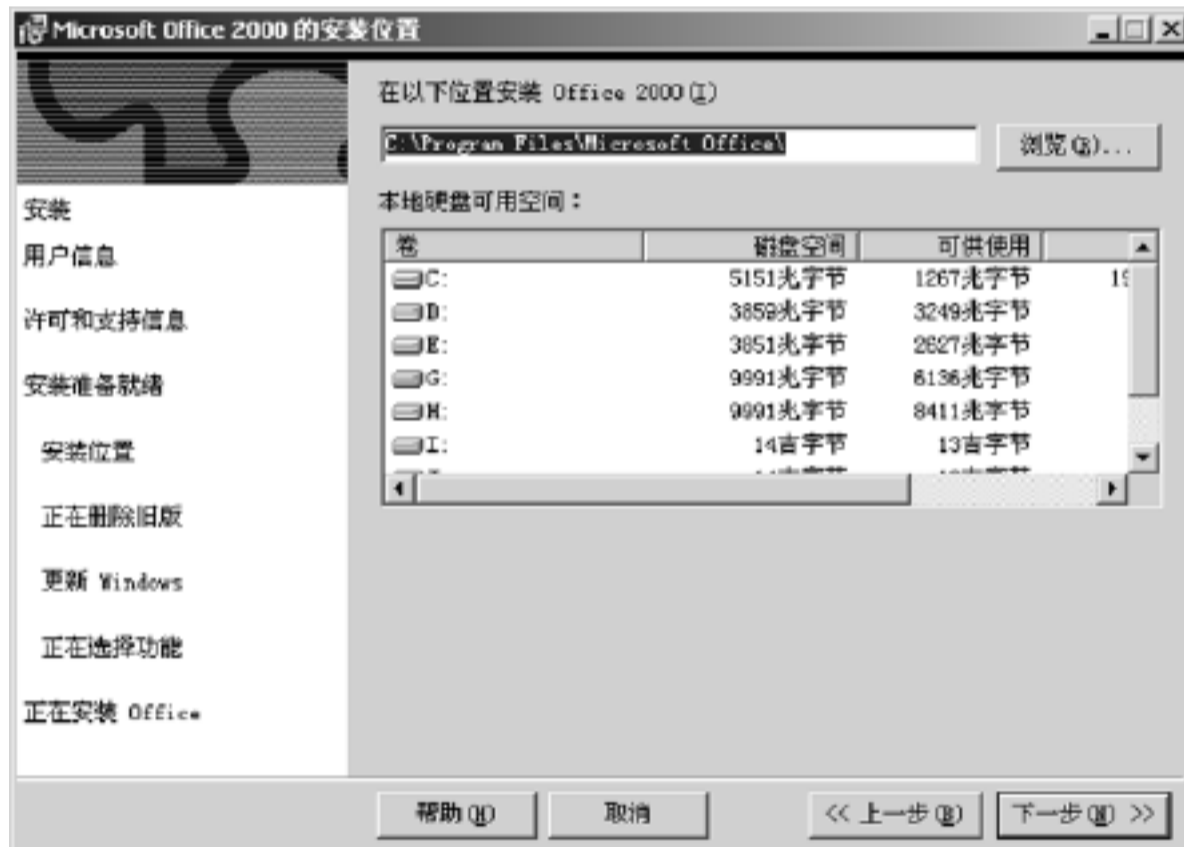 Microsoft Office 2000 的安装位置
在以下位置安装 Office 2000(I)
C:\Program Files\Microsoft Office\
浏览(B)...
安装
本地硬盘可用空间：
用户信息
卷 磁盘空间 可供使用
C: 5151兆字节 1267兆字节 19
许可和支持信息
D: 3859兆字节 3249兆字节
E: 3851兆字节 2627兆字节
安装准备就绪
G: 9991兆字节 6136兆字节
H: 9991兆字节 8411兆字节
安装位置
I: 14吉字节 13吉字节
正在删除旧版
更新 Windows
正在选择功能
正在安装 Office
帮助(H) 取消 << 上一步(B) 下一步(N) >>